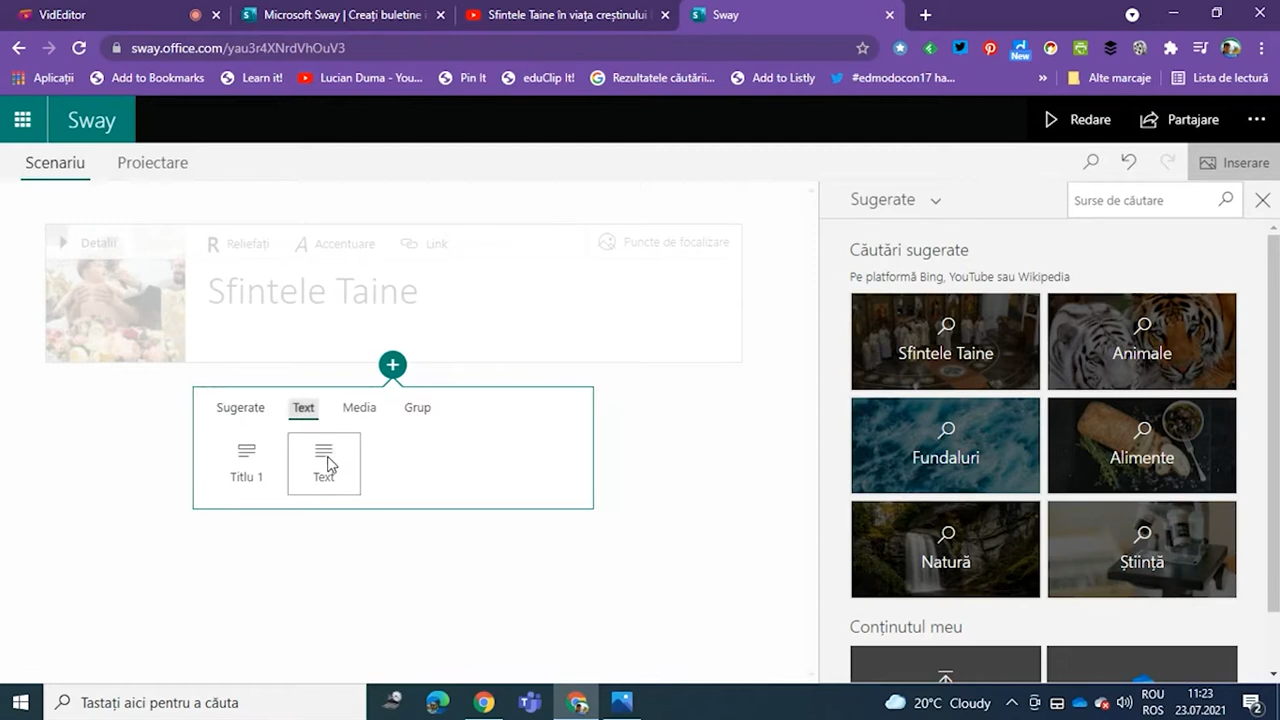 VidEditor
Microsoft Sway | Creați buletine i
Sfintele Taine în viața creștinului
Sway
sway.office.com/yau3r4XNrdVhOuV3
New
Aplicații
Add to Bookmarks
Learn it!
Lucian Duma - You...
Pin It
eduClip It!
Rezultatele căutării...
Add to Listly
#edmodocon17 ha...
»
Alte marcaje
Listă de lectură
Sway
Redare
Partajare
Scenariu
Proiectare
Inserare
Sugerate
Surse de căutare
Detalii
Reliefați
Accentuare
Link
Puncte de focalizare
Sfintele Taine
Căutări sugerate
Pe platformă Bing, YouTube sau Wikipedia
Sfintele Taine
Animale
Sugerate
Text
Media
Grup
Titlu 1
Text
Fundaluri
Alimente
Natură
Știință
Conținutul meu
Tastați aici pentru a căuta
20°C Cloudy
ROU
ROS
11:23
23.07.2021
2